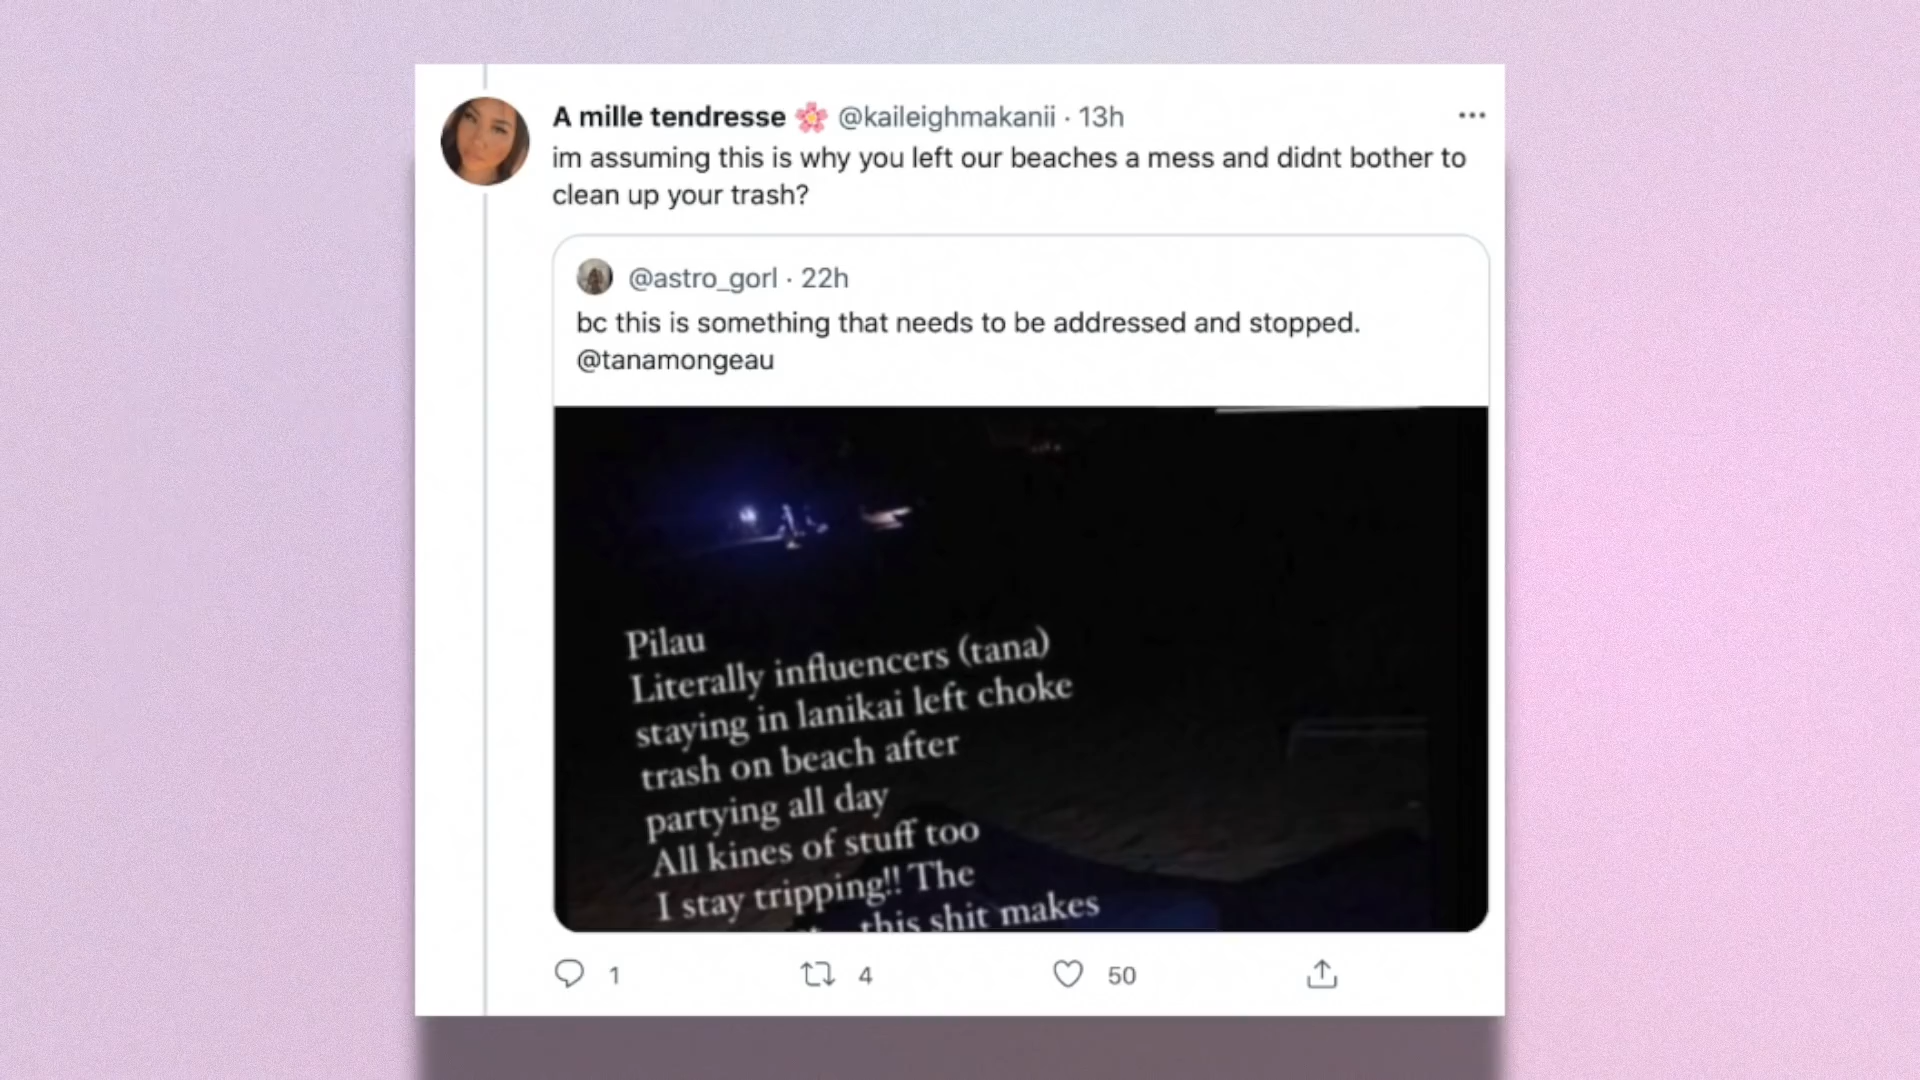 A mille tendresse 🌸 @kaileighmakanii · 13h
im assuming this is why you left our beaches a mess and didnt bother to
clean up your trash?
@astro_gorl · 22h
bc this is something that needs to be addressed and stopped.
@tanamongeau
Pilau
Literally influencers (tana)
staying in lanikai left choke
trash on beach after
partying all day
All kines of stuff too
I stay tripping!! The
this shit makes
1 4 50